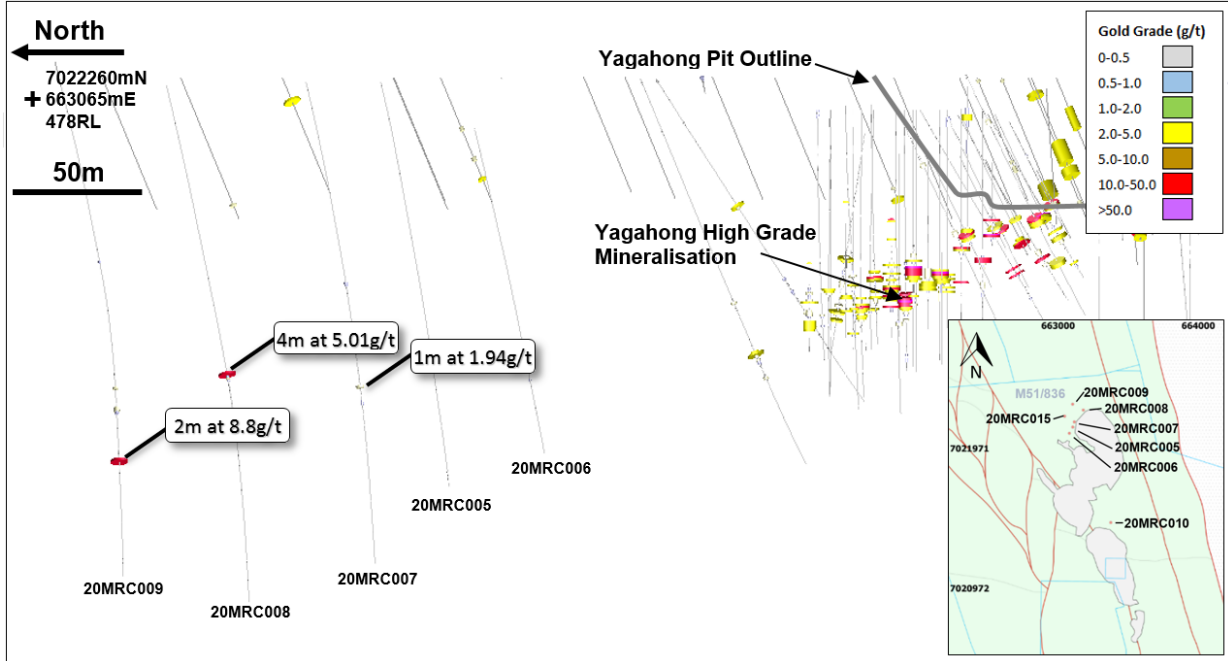 North
7022260mN
663065mE
478RL
50m
Yagahong Pit Outline
Yagahong High Grade
Mineralisation
4m at 5.01g/t
1m at 1.94g/t
2m at 8.8g/t
20MRC006
20MRC005
20MRC007
20MRC009
20MRC008
Gold Grade (g/t)
0-0.5
0.5-1.0
1.0-2.0
2.0-5.0
5.0-10.0
10.0-50.0
>50.0
663000
664000
N
M51/836
20MRC009
20MRC008
20MRC015
20MRC007
7021971
20MRC005
20MRC006
20MRC010
7020972